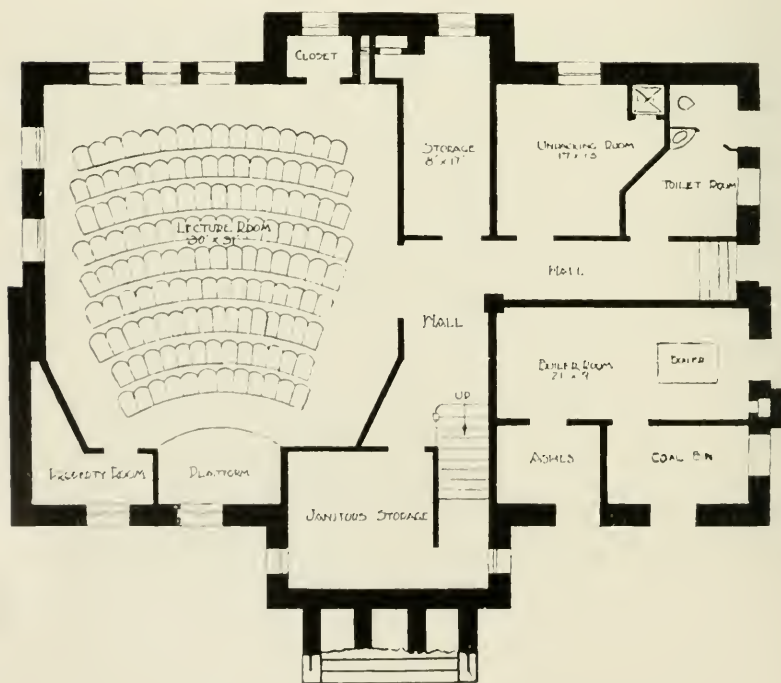 CLOSET
STORAGE
8' x 17'
UNPACKING ROOM
17 x 13
TOILET ROOM
LECTURE ROOM
30' x 31'
HALL
HALL
BOILER ROOM
21 x 9
BOILER
UP
ASHES
COAL BIN
PROPERTY ROOM
PLATFORM
JANITORS STORAGE